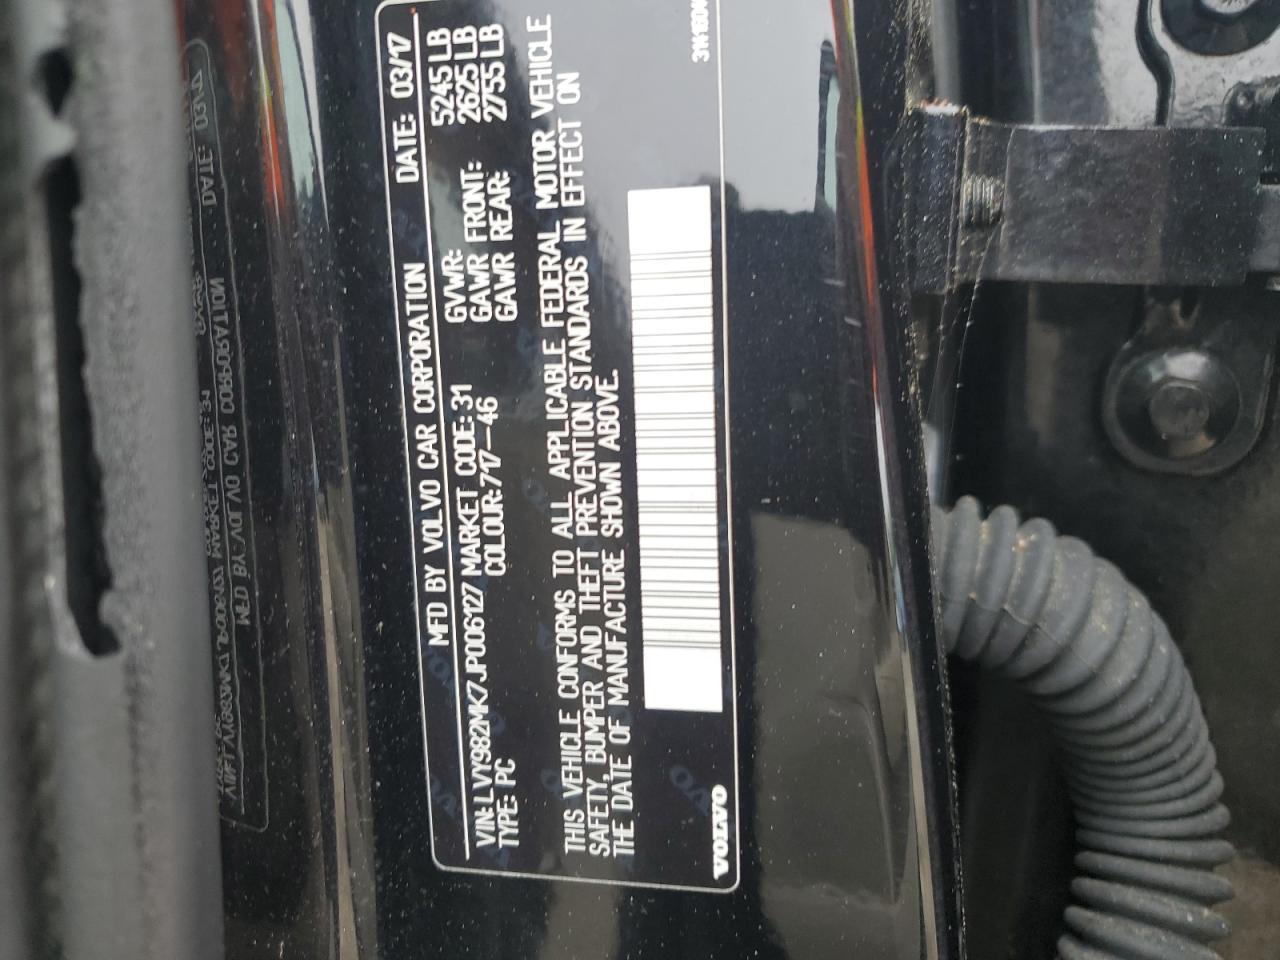 MFD BY VOLVO CAR CORPORATION DATE: 03/17
VIN: LVY982MK7JP006127 MARKET CODE: 31 GVWR: 5245 LB
TYPE: PC COLOUR: 717-46 GAWR FRONT: 2625 LB
GAWR REAR: 2755 LB
THIS VEHICLE CONFORMS TO ALL APPLICABLE FEDERAL MOTOR VEHICLE
SAFETY, BUMPER AND THEFT PREVENTION STANDARDS IN EFFECT ON
THE DATE OF MANUFACTURE SHOWN ABOVE.
VOLVO